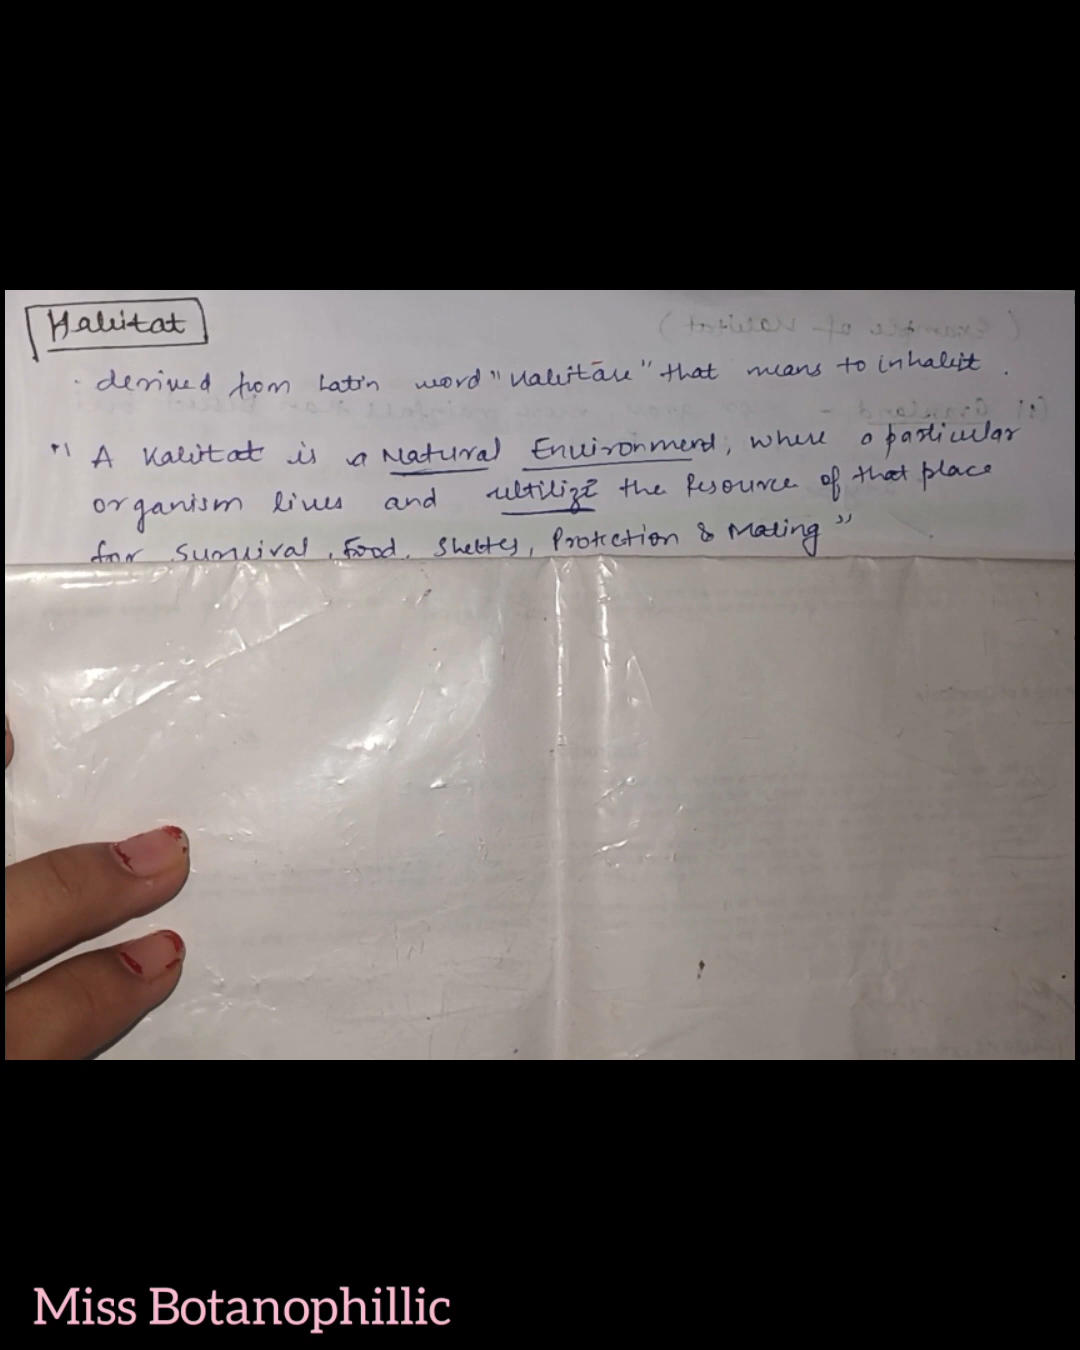 Habitat
· derived from Latin word "Habitāre" that means to inhabit.
" A Habitat is a Natural Environment, where a particular
organism lives and utilize the Resource of that place
for Survival, Food, Shelter, Protection & Mating"
Miss Botanophillic